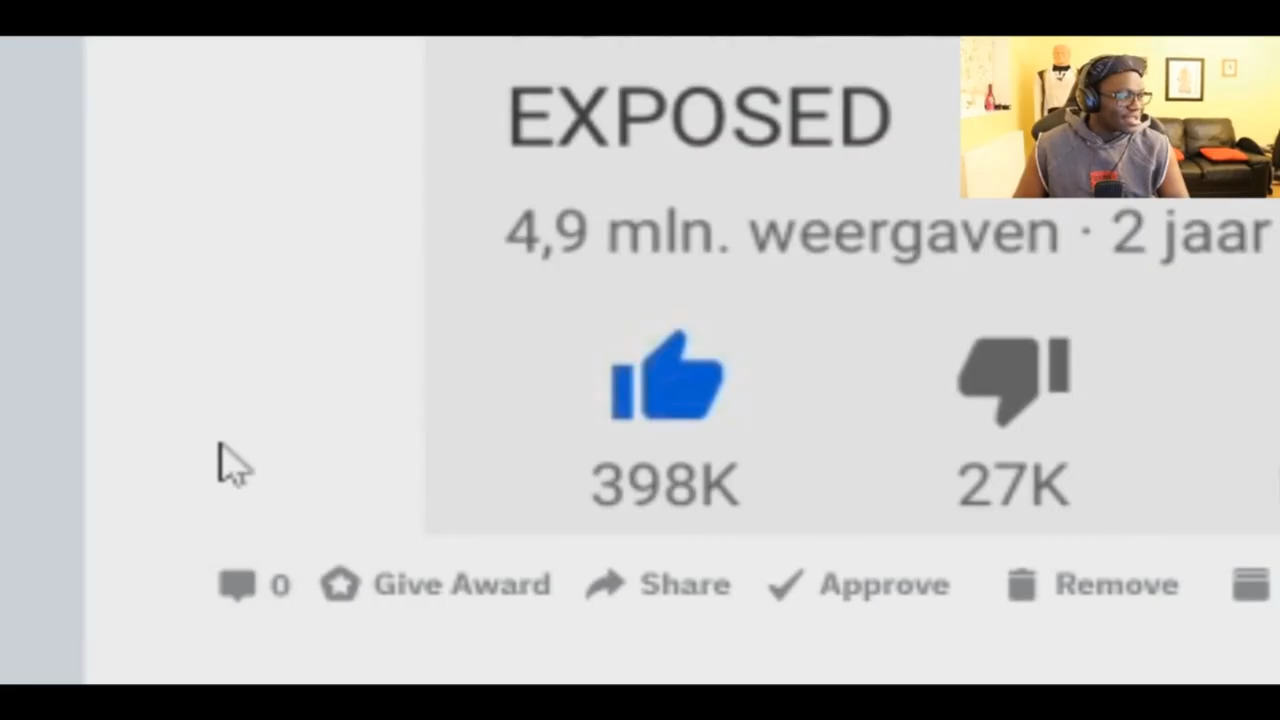 EXPOSED
4,9 mln. weergaven · 2 jaar
398K 27K
0 Give Award Share Approve Remove